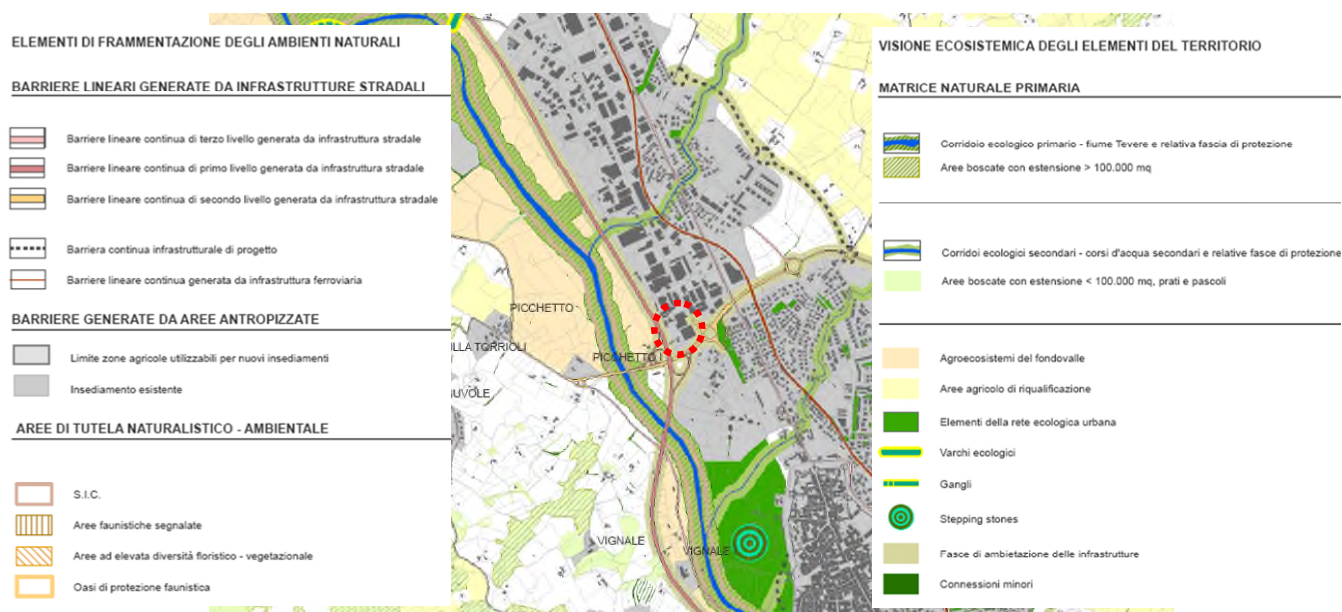 ELEMENTI DI FRAMMENTAZIONE DEGLI AMBIENTI NATURALI
BARRIERE LINEARI GENERATE DA INFRASTRUTTURE STRADALI
Barriere lineare continua di terzo livello generata da infrastruttura stradale
Barriere lineare continua di primo livello generata da infrastruttura stradale
Barriere lineare continua di secondo livello generata da infrastruttura stradale
Barriera continua infrastrutturale di progetto
Barriere lineare continua generata da infrastruttura ferroviaria
BARRIERE GENERATE DA AREE ANTROPIZZATE
Limite zone agricole utilizzabili per nuovi insediamenti
Insediamento esistente
AREE DI TUTELA NATURALISTICO - AMBIENTALE
S.I.C.
Aree faunistiche segnalate
Aree ad elevata diversità floristico - vegetazionale
Oasi di protezione faunistica
PICCHETTO
ILLA TORRIOLI
PICCHETTO I
NUVOLE
VIGNALE
VIGNALE
VISIONE ECOSISTEMICA DEGLI ELEMENTI DEL TERRITORIO
MATRICE NATURALE PRIMARIA
Corridoio ecologico primario - fiume Tevere e relativa fascia di protezione
Aree boscate con estensione > 100.000 mq
Corridoi ecologici secondari - corsi d'acqua secondari e relative fasce di protezione
Aree boscate con estensione < 100.000 mq, prati e pascoli
Agroecosistemi del fondovalle
Aree agricolo di riqualificazione
Elementi della rete ecologica urbana
Varchi ecologici
Gangli
Stepping stones
Fasce di ambietazione delle infrastrutture
Connessioni minori